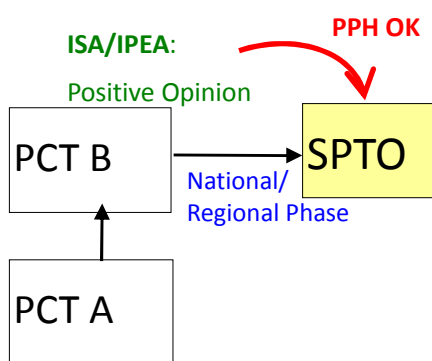 PPH OK
ISA/IPEA:
Positive Opinion
PCT B
SPTO
National/
Regional Phase
PCT A